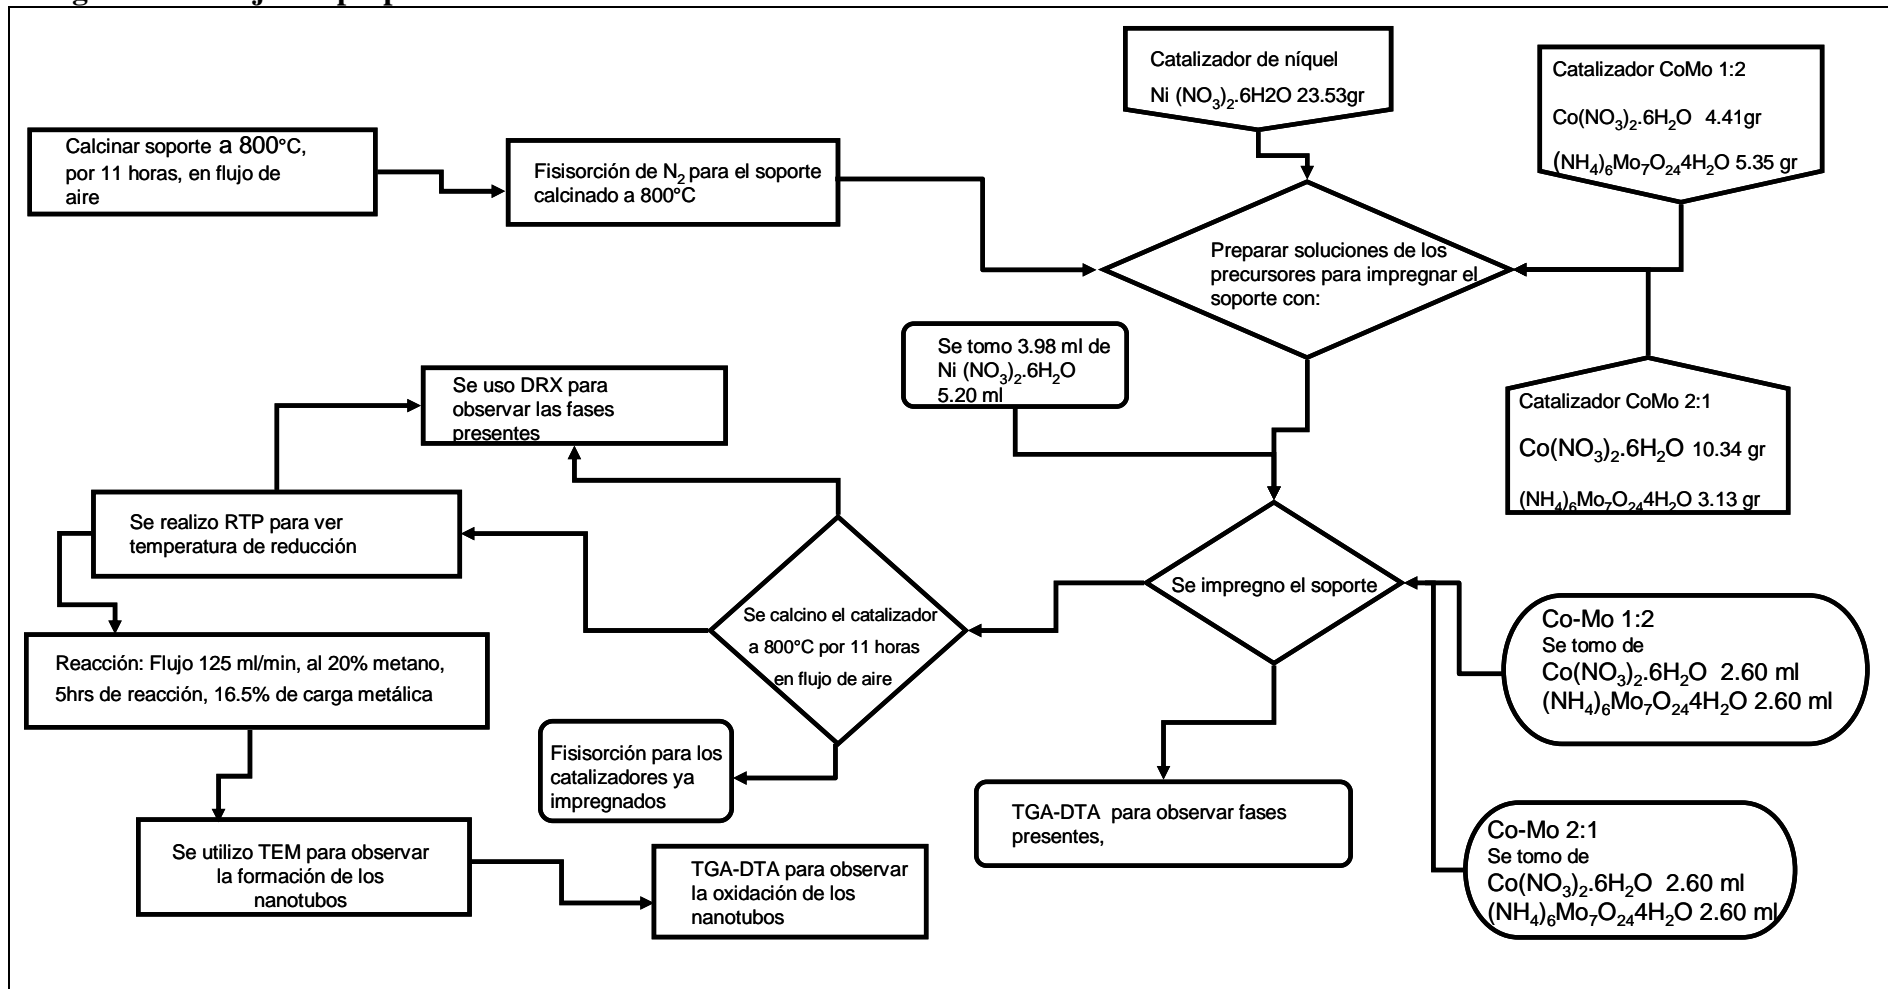 Catalizador de níquel
Ni (NO3)2.6H2O 23.53gr
Catalizador CoMo 1:2
Co(NO3)2.6H2O 4.41gr
(NH4)6Mo7O244H2O 5.35 gr
Calcinar soporte a 800°C,
por 11 horas, en flujo de
aire
Fisisorción de N2 para el soporte
calcinado a 800°C
Preparar soluciones de los
precursores para impregnar el
soporte con:
Se tomo 3.98 ml de
Ni (NO3)2.6H2O
5.20 ml
Catalizador CoMo 2:1
Co(NO3)2.6H2O 10.34 gr
(NH4)6Mo7O244H2O 3.13 gr
Se uso DRX para
observar las fases
presentes
Se realizo RTP para ver
temperatura de reducción
Se impregno el soporte
Se calcino el catalizador
a 800°C por 11 horas
en flujo de aire
Co-Mo 1:2
Se tomo de
Co(NO3)2.6H2O 2.60 ml
(NH4)6Mo7O244H2O 2.60 ml
Reacción: Flujo 125 ml/min, al 20% metano,
5hrs de reacción, 16.5% de carga metálica
Fisisorción para los
catalizadores ya
impregnados
TGA-DTA para observar fases
presentes,
Co-Mo 2:1
Se tomo de
Co(NO3)2.6H2O 2.60 ml
(NH4)6Mo7O244H2O 2.60 ml
Se utilizo TEM para observar
la formación de los
nanotubos
TGA-DTA para observar
la oxidación de los
nanotubos